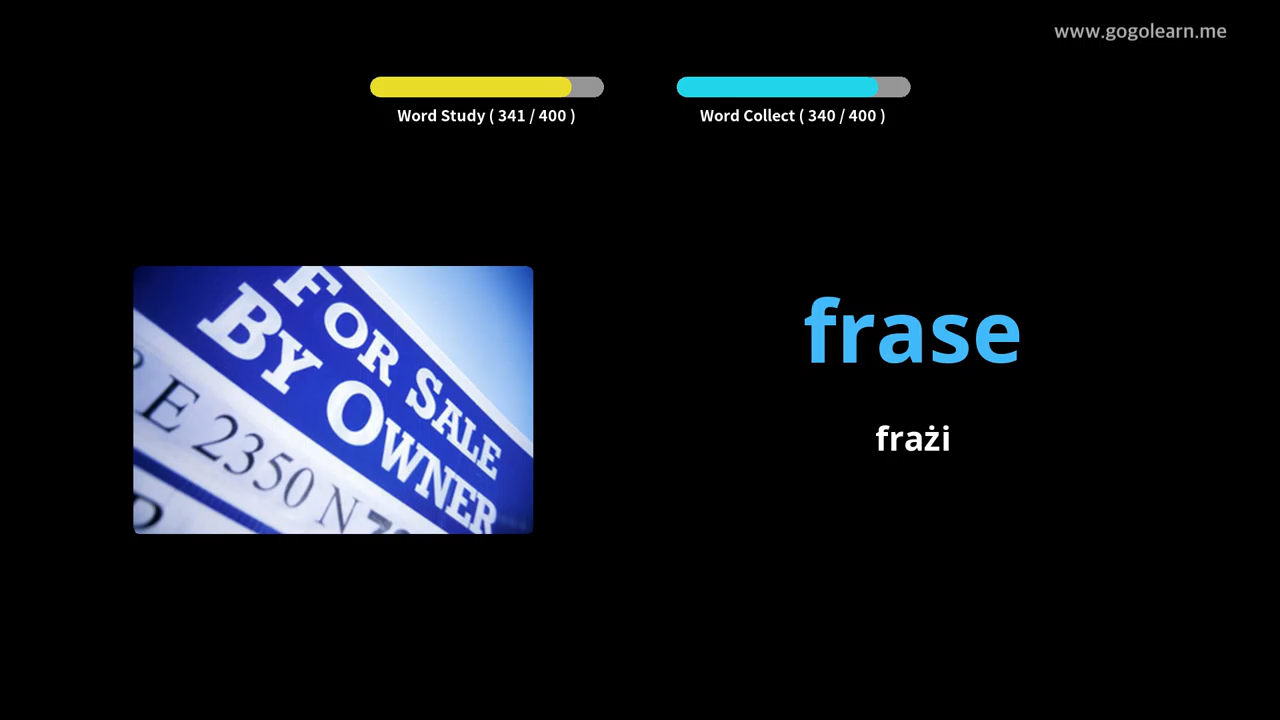 www.gogolearn.me
Word Study ( 341 / 400 )
Word Collect ( 340 / 400 )
FOR SALE
BY OWNER
E 2350 N
frase
frażi